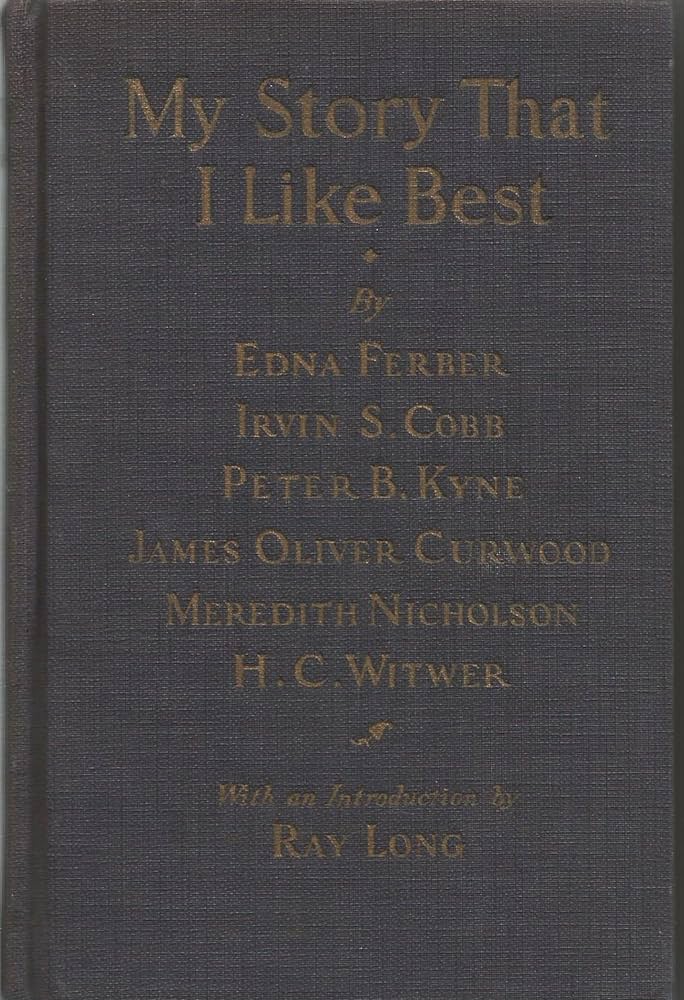 My Story That
I Like Best
By
EDNA FERBER
IRVIN S. COBB
PETER B. KYNE
JAMES OLIVER CURWOOD
MEREDITH NICHOLSON
H. C. WITWER
With an Introduction by
RAY LONG